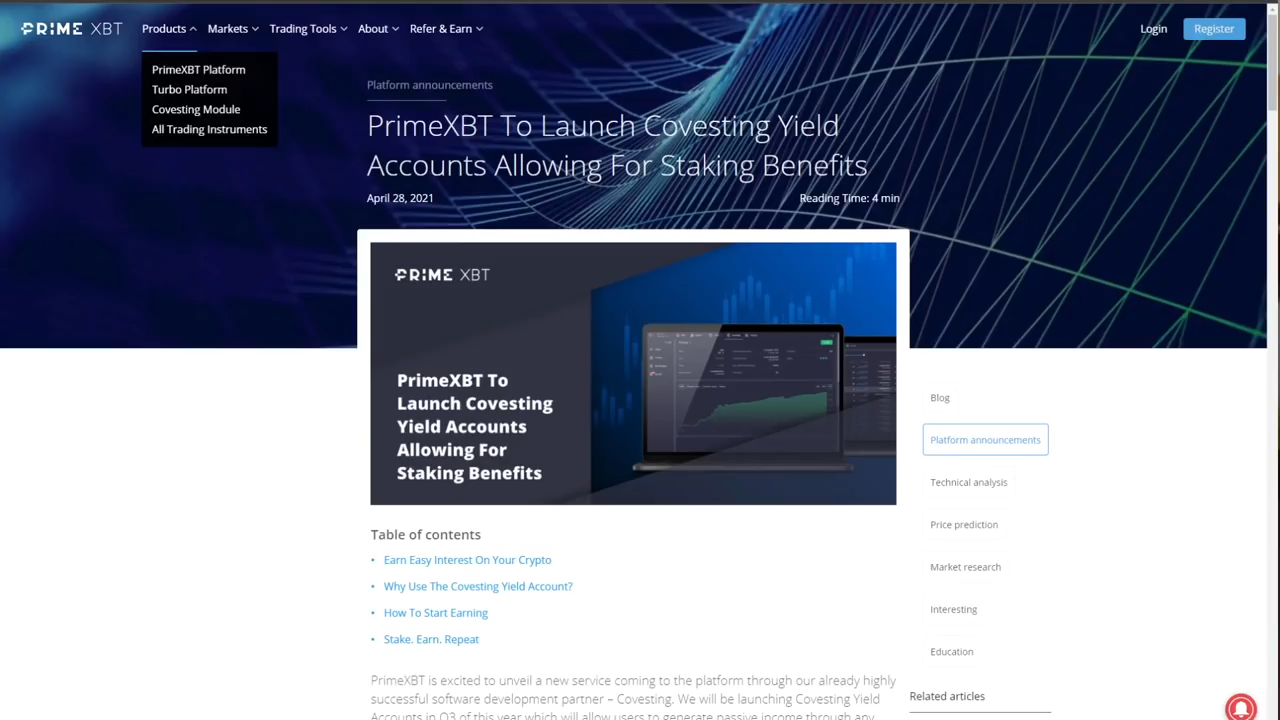 PRIME XBT
Products
Markets
Trading Tools
About
Refer & Earn
Login
Register
PrimeXBT Platform
Turbo Platform
Covesting Module
All Trading Instruments
Platform announcements
PrimeXBT To Launch Covesting Yield
Accounts Allowing For Staking Benefits
April 28, 2021
Reading Time: 4 min
PRIME XBT
PrimeXBT To
Launch Covesting
Yield Accounts
Allowing For
Staking Benefits
Table of contents
• Earn Easy Interest On Your Crypto
• Why Use The Covesting Yield Account?
• How To Start Earning
• Stake. Earn. Repeat
PrimeXBT is excited to unveil a new service coming to the platform through our already highly
successful software development partner – Covesting. We will be launching Covesting Yield
Accounts in Q3 of this year which will allow users to generate passive income through any
Blog
Platform announcements
Technical analysis
Price prediction
Market research
Interesting
Education
Related articles